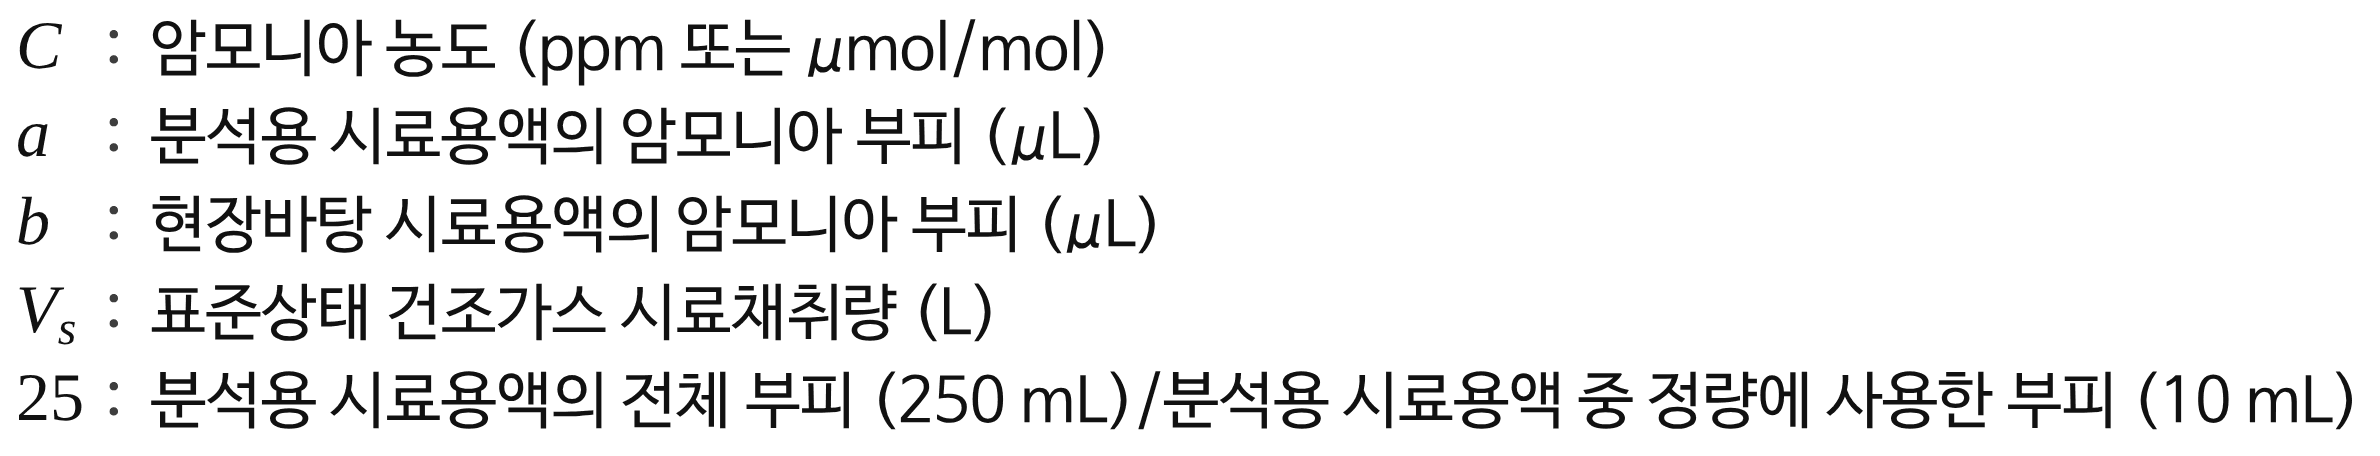 C : 암모니아 농도 (ppm 또는 μmol/mol)
a : 분석용 시료용액의 암모니아 부피 (μL)
b : 현장바탕 시료용액의 암모니아 부피 (μL)
Vs : 표준상태 건조가스 시료채취량 (L)
25 : 분석용 시료용액의 전체 부피 (250 mL)/분석용 시료용액 중 정량에 사용한 부피 (10 mL)